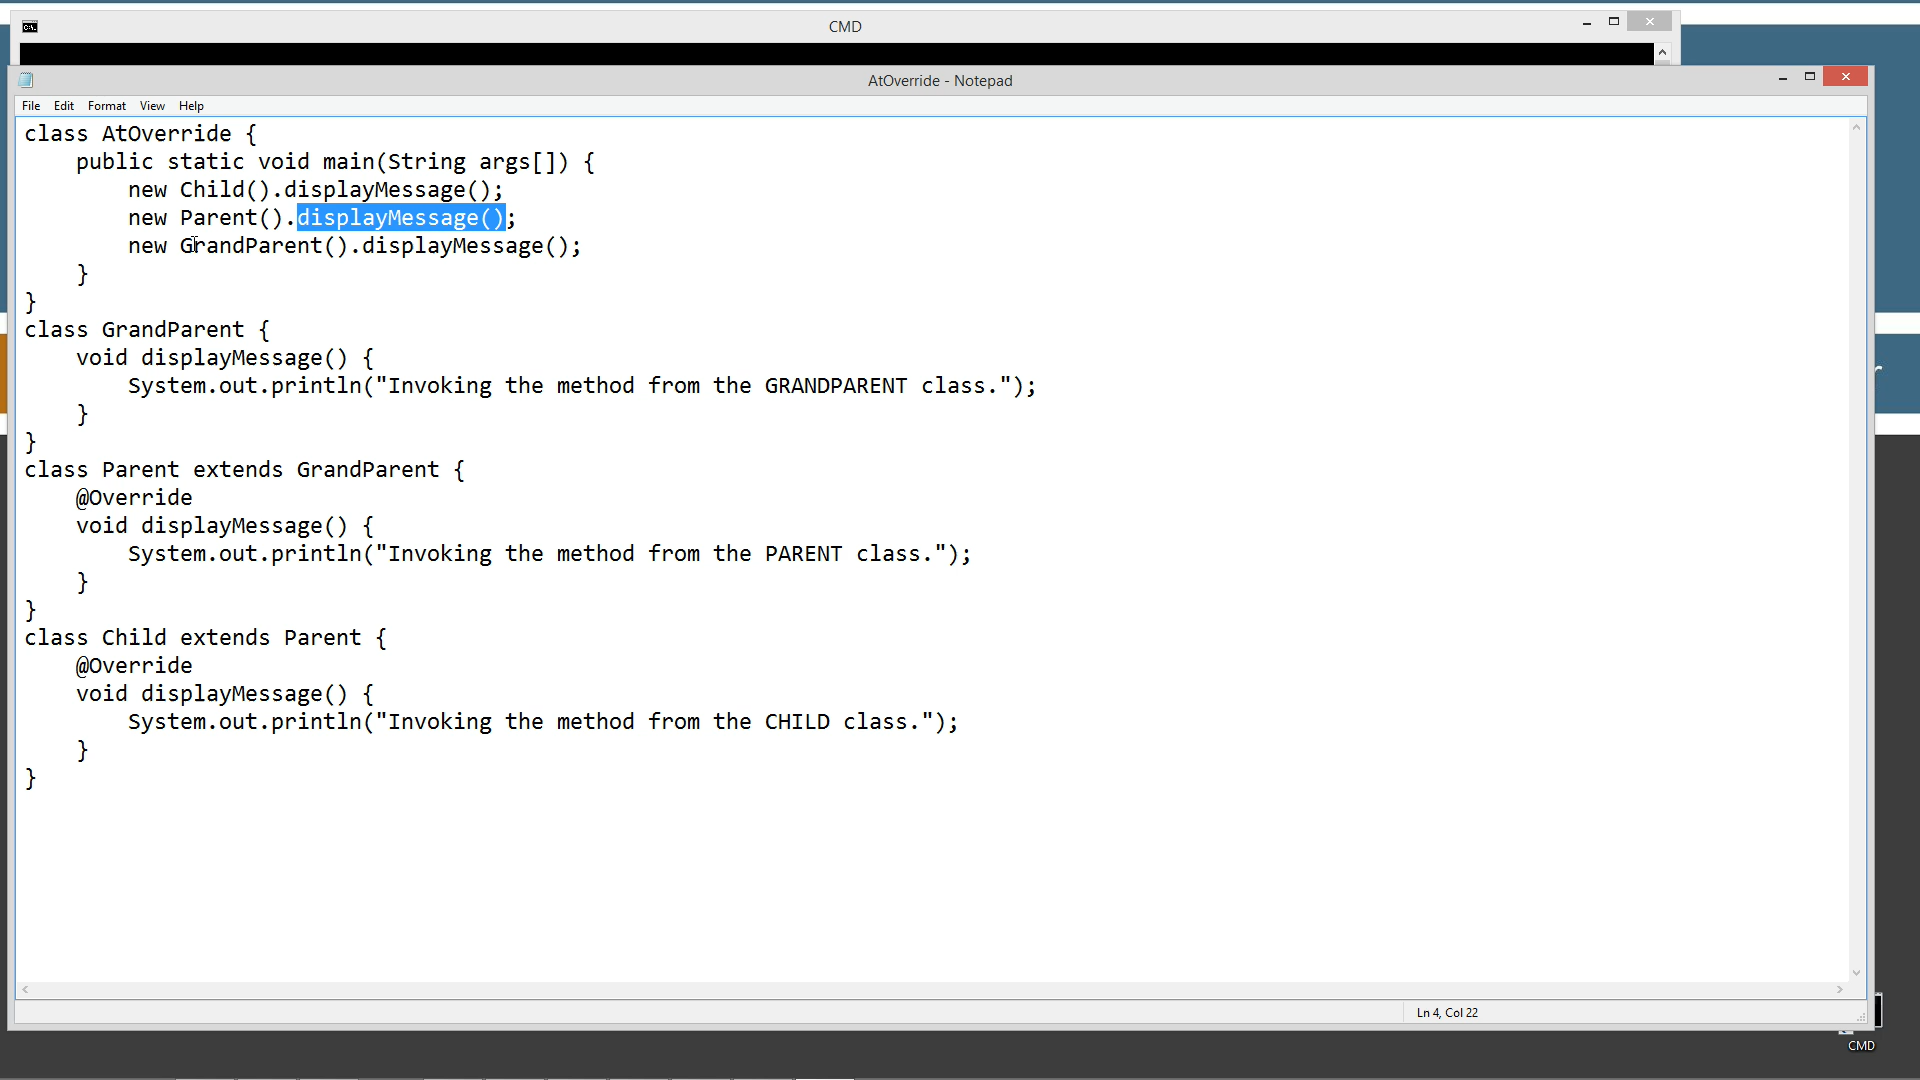 CMD
AtOverride - Notepad
File Edit Format View Help
class AtOverride {
    public static void main(String args[]) {
        new Child().displayMessage();
        new Parent().displayMessage();
        new GrandParent().displayMessage();
    }
}
class GrandParent {
    void displayMessage() {
        System.out.println("Invoking the method from the GRANDPARENT class.");
    }
}
class Parent extends GrandParent {
    @Override
    void displayMessage() {
        System.out.println("Invoking the method from the PARENT class.");
    }
}
class Child extends Parent {
    @Override
    void displayMessage() {
        System.out.println("Invoking the method from the CHILD class.");
    }
}
Ln 4, Col 22
CMD